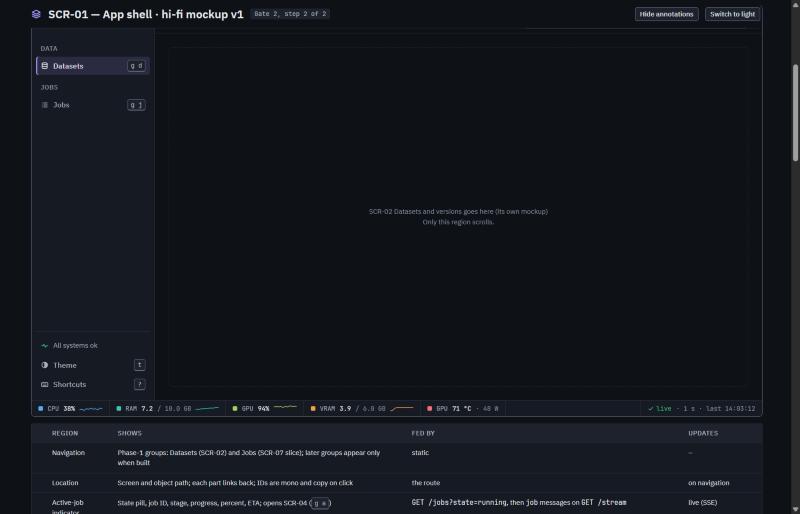 SCR-01 — App shell · hi-fi mockup v1
Gate 2, step 2 of 2
Hide annotations
Switch to light
DATA
Datasets
g d
JOBS
Jobs
g j
SCR-02 Datasets and versions goes here (its own mockup)
Only this region scrolls.
All systems ok
Theme
t
Shortcuts
?
CPU 38%
RAM 7.2 / 18.0 GB
GPU 94%
VRAM 3.9 / 6.0 GB
GPU 71 °C · 48 W
✓ live · 1 s · last 14:03:12
REGION SHOWS FED BY UPDATES
Navigation Phase-1 groups: Datasets (SCR-02) and Jobs (SCR-07 slice); later groups appear only static –
when built
Location Screen and object path; each part links back; IDs are mono and copy on click the route on navigation
Active-job State pill, job ID, stage, progress, percent, ETA; opens SCR-04 ( ) GET /jobs?state=running, then job messages on GET /stream live (SSE)
indicator